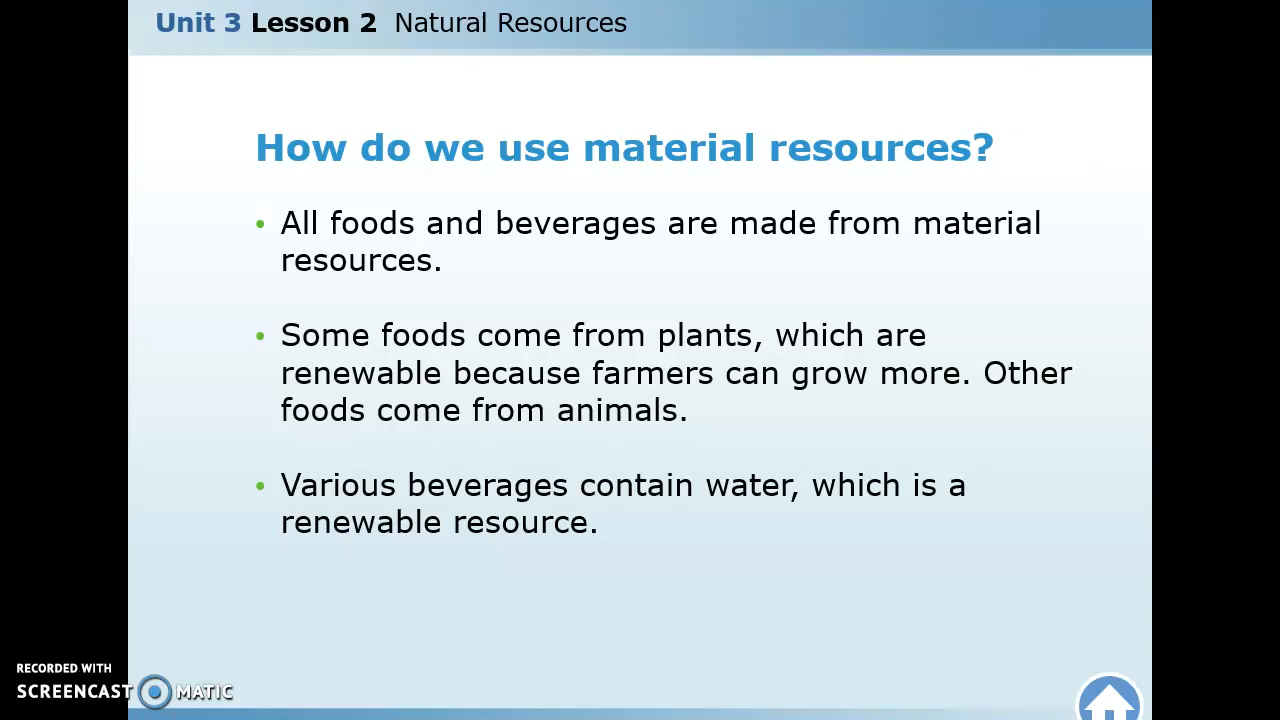 Unit 3 Lesson 2 Natural Resources
How do we use material resources?
• All foods and beverages are made from material
resources.
• Some foods come from plants, which are
renewable because farmers can grow more. Other
foods come from animals.
• Various beverages contain water, which is a
renewable resource.
RECORDED WITH
SCREENCAST MATIC